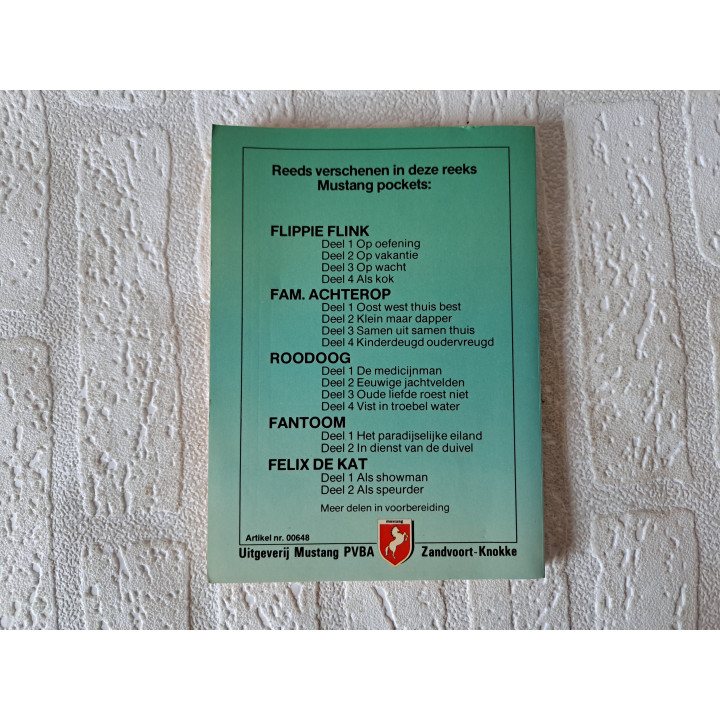 Reeds verschenen in deze reeks
Mustang pockets:
FLIPPIE FLINK
Deel 1 Op oefening
Deel 2 Op vakantie
Deel 3 Op wacht
Deel 4 Als kok
FAM. ACHTEROP
Deel 1 Oost west thuis best
Deel 2 Klein maar dapper
Deel 3 Samen uit samen thuis
Deel 4 Kinderdeugd oudervreugd
ROODOOG
Deel 1 De medicijnman
Deel 2 Eeuwige jachtvelden
Deel 3 Oude liefde roest niet
Deel 4 Vist in troebel water
FANTOOM
Deel 1 Het paradijselijke eiland
Deel 2 In dienst van de duivel
FELIX DE KAT
Deel 1 Als showman
Deel 2 Als speurder
Meer delen in voorbereiding
Artikel nr. 00648
mustang
Uitgeverij Mustang PVBA Zandvoort-Knokke